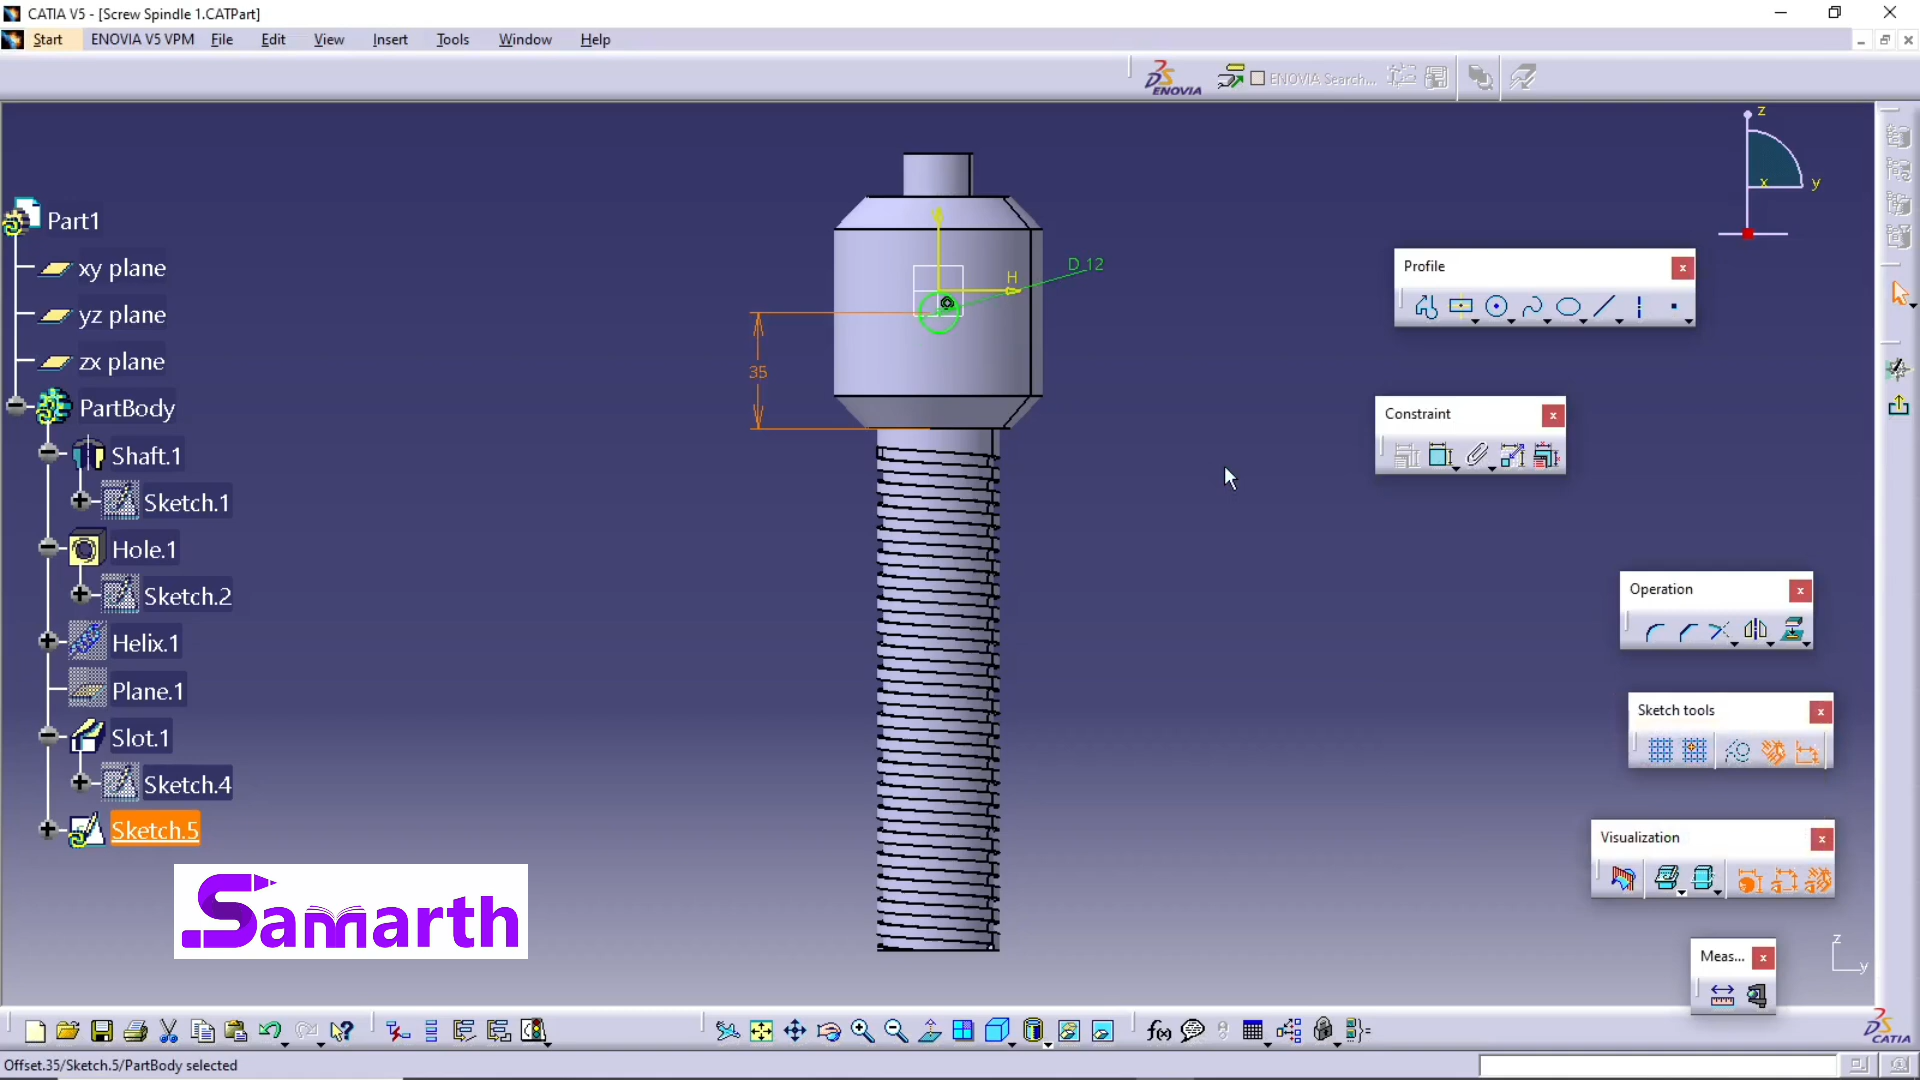 CATIA V5 - [Screw Spindle 1.CATPart]
Start ENOVIA V5 VPM File Edit View Insert Tools Window Help
ENOVIA
ENOVIA Search...
z
x
y
Part1
xy plane
yz plane
zx plane
PartBody
Shaft.1
Sketch.1
Hole.1
Sketch.2
Helix.1
Plane.1
Slot.1
Sketch.4
Sketch.5
V
H
D 12
35
Profile
Constraint
Operation
Sketch tools
Visualization
Meas...
z
y
Samarth
f(x)
CATIA
Offset.35/Sketch.5/PartBody selected